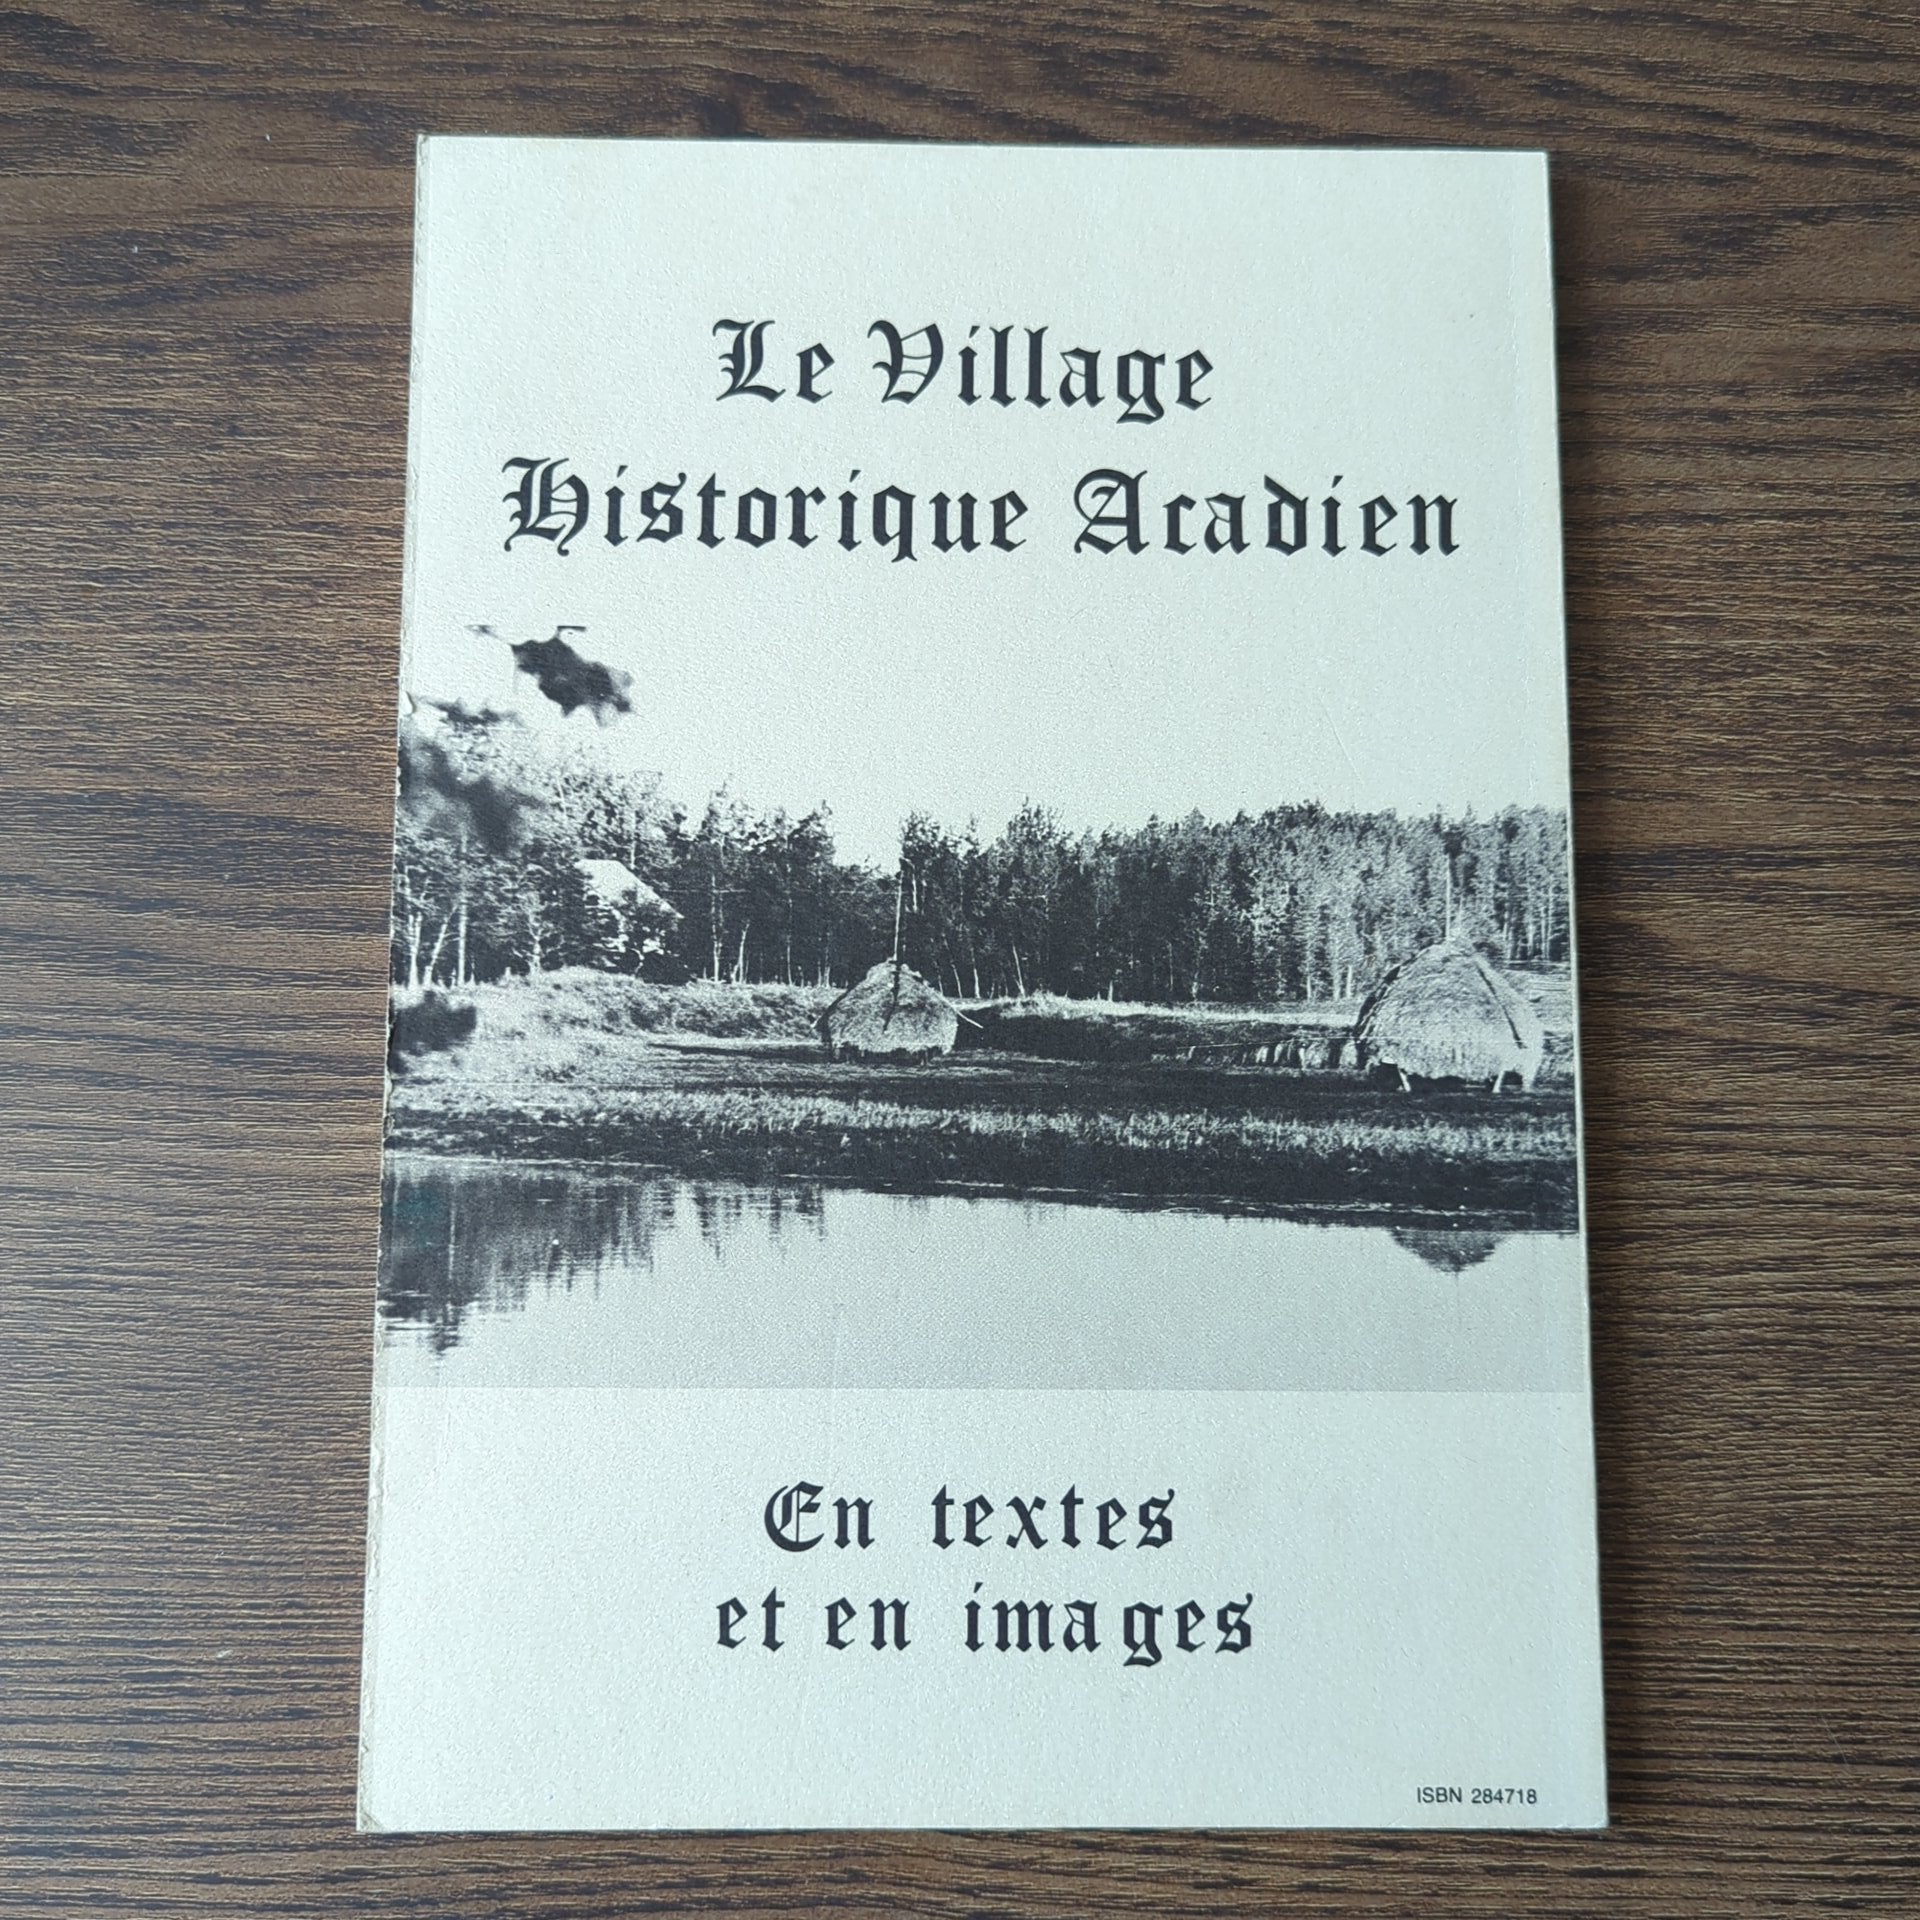 Le Village
Historique Acadien
En textes
et en images
ISBN 284718